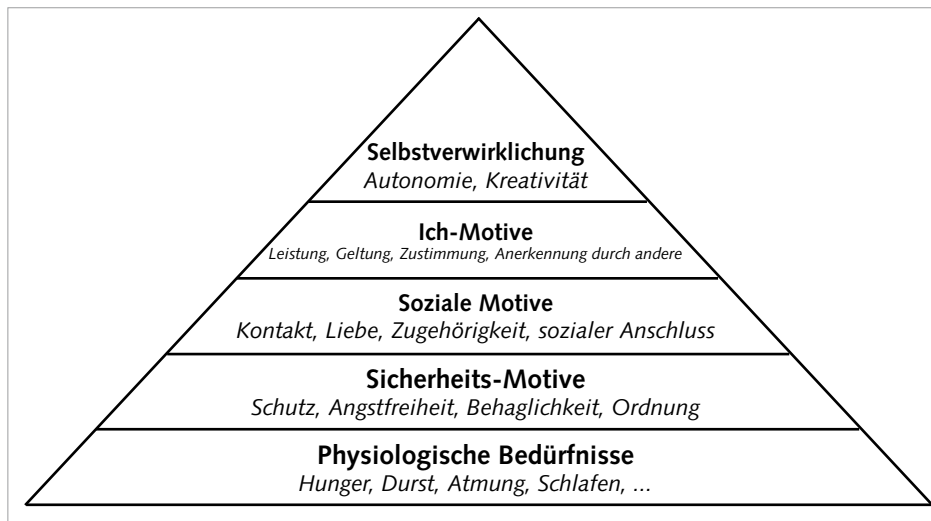 Selbstverwirklichung
Autonomie, Kreativität
Ich-Motive
Leistung, Geltung, Zustimmung, Anerkennung durch andere
Soziale Motive
Kontakt, Liebe, Zugehörigkeit, sozialer Anschluss
Sicherheits-Motive
Schutz, Angstfreiheit, Behaglichkeit, Ordnung
Physiologische Bedürfnisse
Hunger, Durst, Atmung, Schlafen, ...